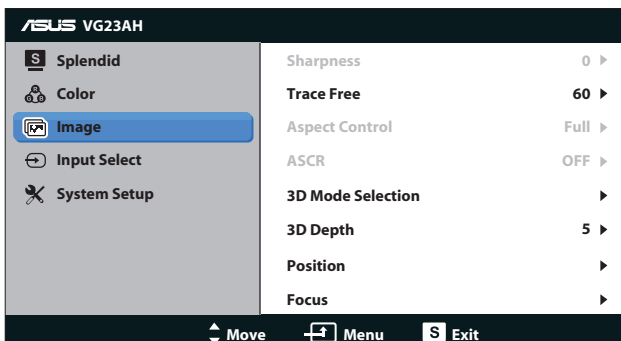 ASUS VG23AH
S Splendid
Color
Image
Input Select
System Setup
Sharpness 0
Trace Free 60
Aspect Control Full
ASCR OFF
3D Mode Selection
3D Depth 5
Position
Focus
Move Menu S Exit